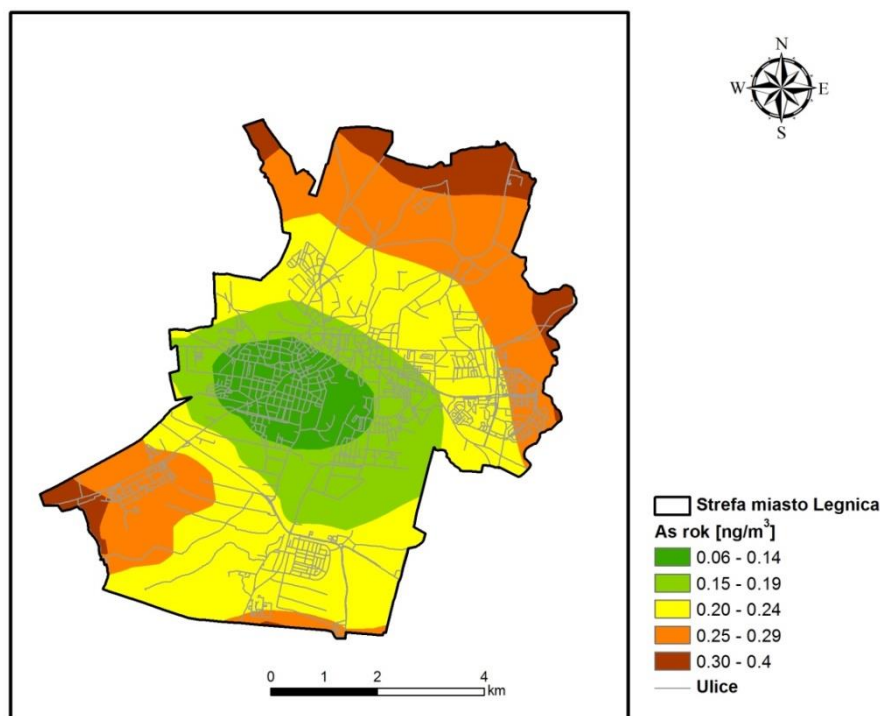 N
W E
S
Strefa miasto Legnica
As rok [ng/m³]
0.06 - 0.14
0.15 - 0.19
0.20 - 0.24
0.25 - 0.29
0.30 - 0.4
Ulice
0 1 2 4
km